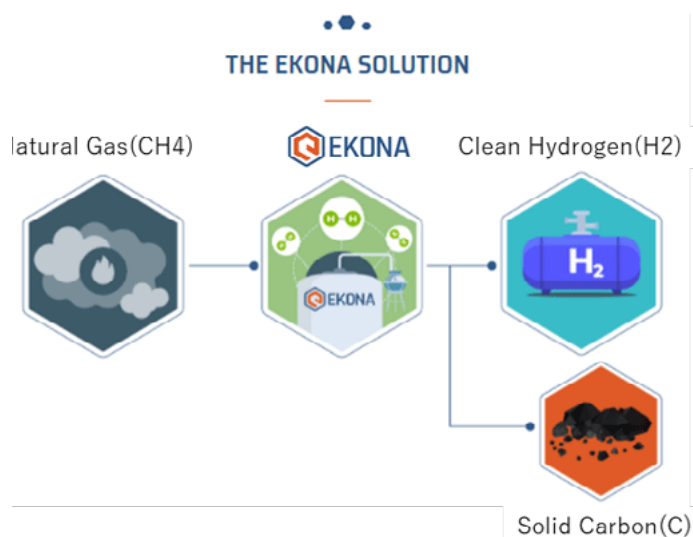 THE EKONA SOLUTION
latural Gas(CH4)
EKONA
Clean Hydrogen(H2)
H H
EKONA
H2
Solid Carbon(C)